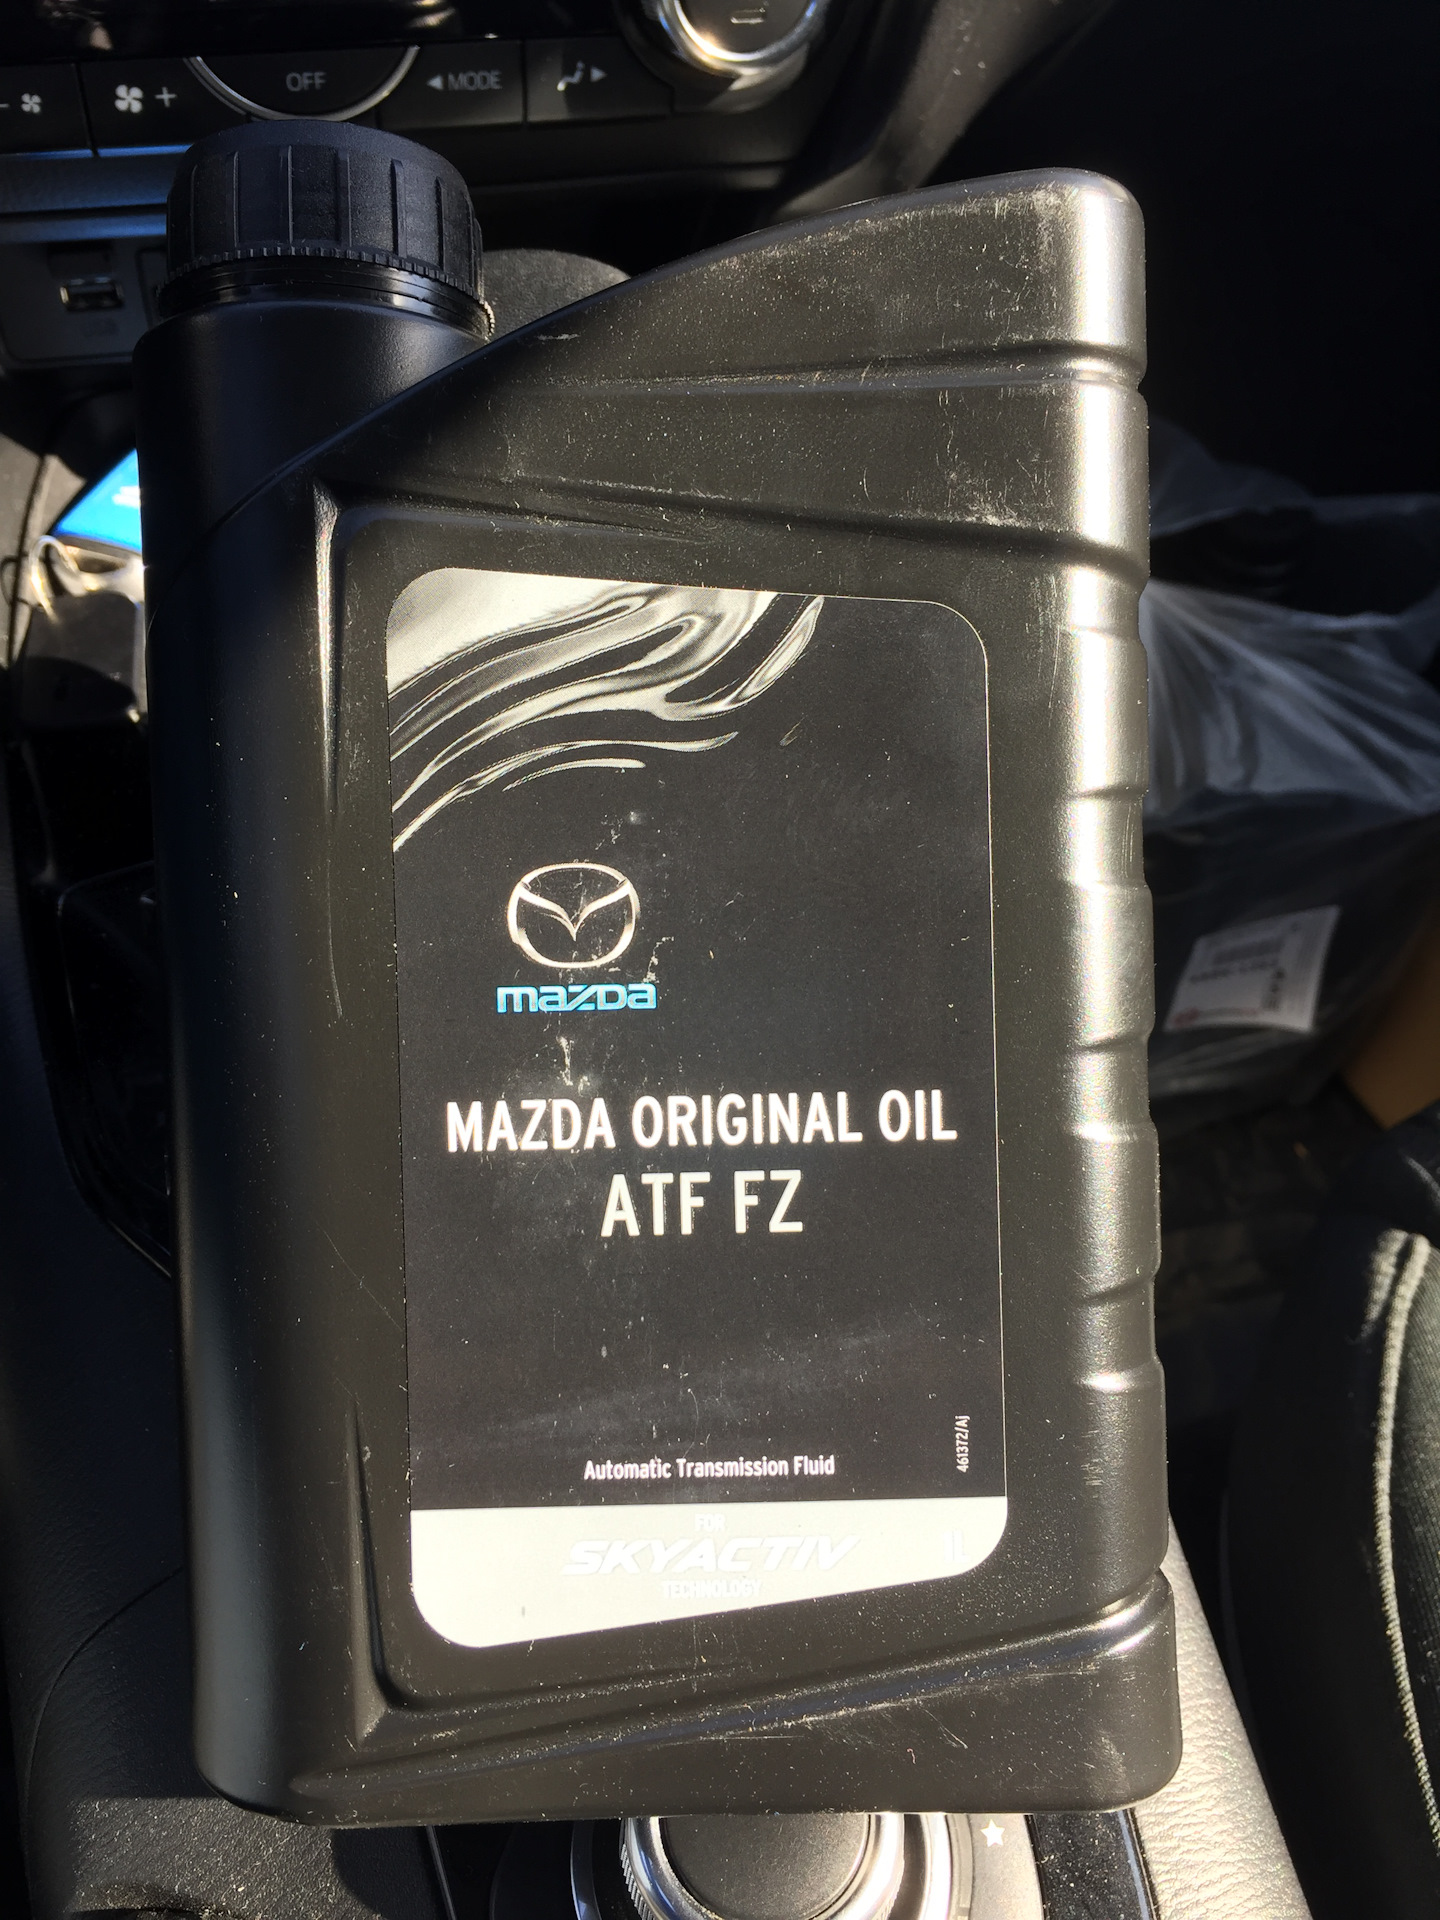 OFF
MODE
mazda
MAZDA ORIGINAL OIL
ATF FZ
461372/Aj
Automatic Transmission Fluid
FOR
SKYACTIV
TECHNOLOGY
1L